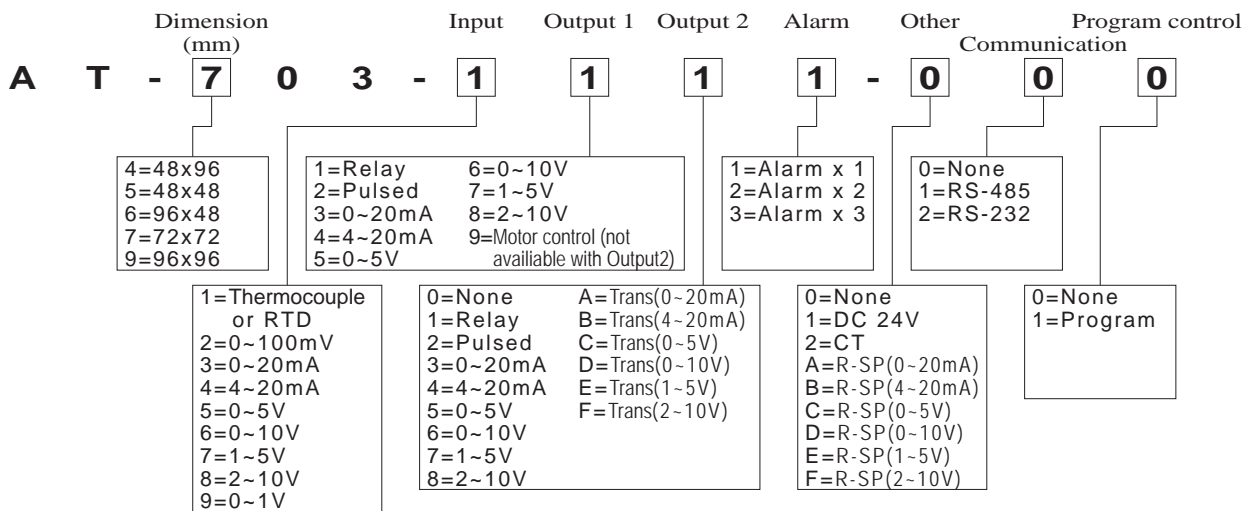 Dimension Input Output 1 Output 2 Alarm Other Program control
(mm) Communication
A T - 7 0 3 - 1 1 1 1 - 0 0 0
4=48x96
5=48x48
6=96x48
7=72x72
9=96x96
1=Relay 6=0~10V
2=Pulsed 7=1~5V
3=0~20mA 8=2~10V
4=4~20mA 9=Motor control (not
5=0~5V availiable with Output2)
1=Alarm x 1
2=Alarm x 2
3=Alarm x 3
0=None
1=RS-485
2=RS-232
1=Thermocouple
or RTD
2=0~100mV
3=0~20mA
4=4~20mA
5=0~5V
6=0~10V
7=1~5V
8=2~10V
9=0~1V
0=None A=Trans(0~20mA)
1=Relay B=Trans(4~20mA)
2=Pulsed C=Trans(0~5V)
3=0~20mA D=Trans(0~10V)
4=4~20mA E=Trans(1~5V)
5=0~5V F=Trans(2~10V)
6=0~10V
7=1~5V
8=2~10V
0=None
1=DC 24V
2=CT
A=R-SP(0~20mA)
B=R-SP(4~20mA)
C=R-SP(0~5V)
D=R-SP(0~10V)
E=R-SP(1~5V)
F=R-SP(2~10V)
0=None
1=Program